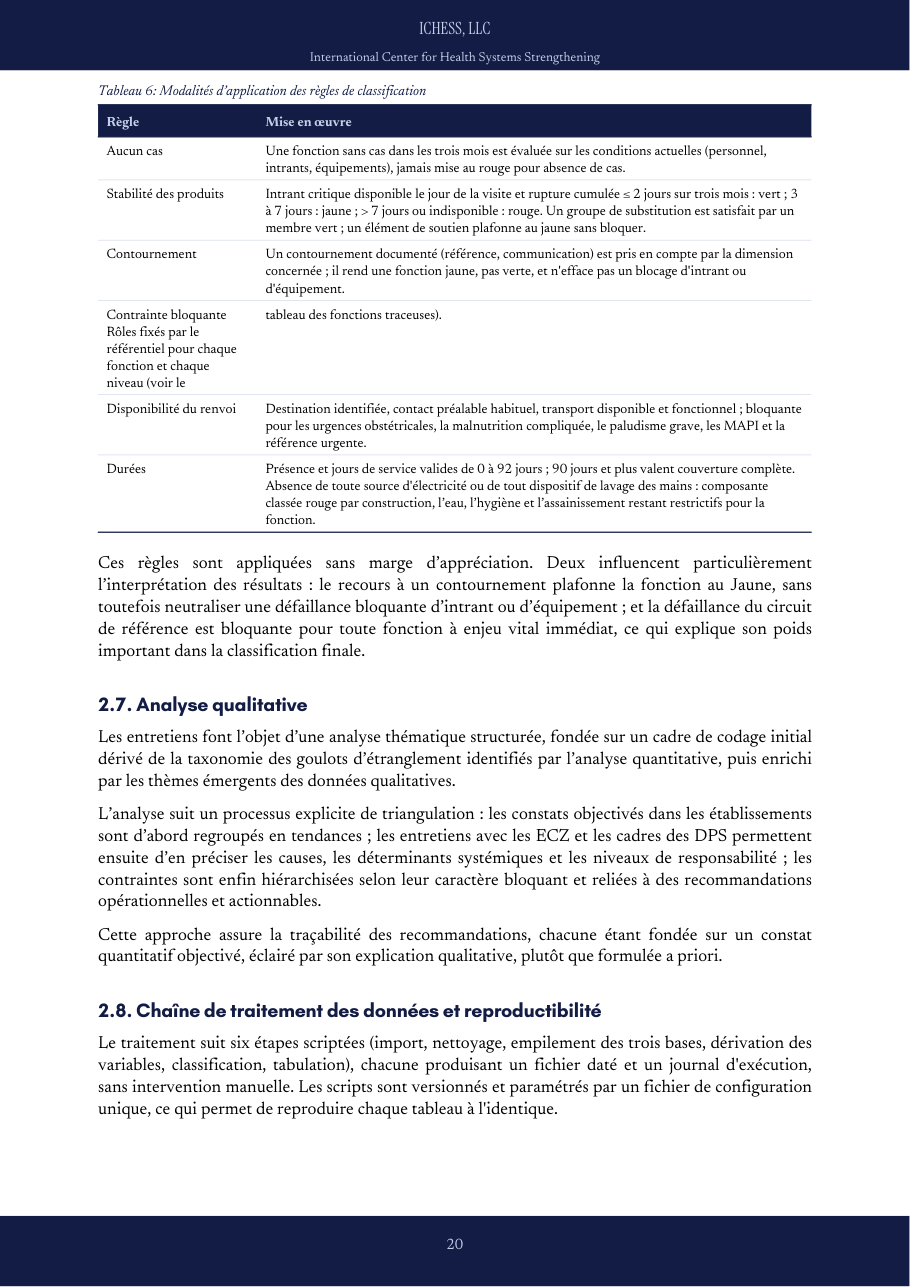 ICHESS, LLC
International Center for Health Systems Strengthening
Tableau 6: Modalités d’application des règles de classification
Règle Mise en œuvre
Aucun cas Une fonction sans cas dans les trois mois est évaluée sur les conditions actuelles (personnel,
intrants, équipements), jamais mise au rouge pour absence de cas.
Stabilité des produits Intrant critique disponible le jour de la visite et rupture cumulée ≤ 2 jours sur trois mois : vert ; 3
à 7 jours : jaune ; > 7 jours ou indisponible : rouge. Un groupe de substitution est satisfait par un
membre vert ; un élément de soutien plafonne au jaune sans bloquer.
Contournement Un contournement documenté (référence, communication) est pris en compte par la dimension
concernée ; il rend une fonction jaune, pas verte, et n'efface pas un blocage d'intrant ou
d'équipement.
Contrainte bloquante tableau des fonctions traceuses).
Rôles fixés par le
référentiel pour chaque
fonction et chaque
niveau (voir le
Disponibilité du renvoi Destination identifiée, contact préalable habituel, transport disponible et fonctionnel ; bloquante
pour les urgences obstétricales, la malnutrition compliquée, le paludisme grave, les MAPI et la
référence urgente.
Durées Présence et jours de service valides de 0 à 92 jours ; 90 jours et plus valent couverture complète.
Absence de toute source d'électricité ou de tout dispositif de lavage des mains : composante
classée rouge par construction, l’eau, l’hygiène et l’assainissement restant restrictifs pour la
fonction.
Ces règles sont appliquées sans marge d’appréciation. Deux influencent particulièrement
l’interprétation des résultats : le recours à un contournement plafonne la fonction au Jaune, sans
toutefois neutraliser une défaillance bloquante d’intrant ou d’équipement ; et la défaillance du circuit
de référence est bloquante pour toute fonction à enjeu vital immédiat, ce qui explique son poids
important dans la classification finale.
2.7. Analyse qualitative
Les entretiens font l’objet d’une analyse thématique structurée, fondée sur un cadre de codage initial
dérivé de la taxonomie des goulots d’étranglement identifiés par l’analyse quantitative, puis enrichi
par les thèmes émergents des données qualitatives.
L’analyse suit un processus explicite de triangulation : les constats objectivés dans les établissements
sont d’abord regroupés en tendances ; les entretiens avec les ECZ et les cadres des DPS permettent
ensuite d’en préciser les causes, les déterminants systémiques et les niveaux de responsabilité ; les
contraintes sont enfin hiérarchisées selon leur caractère bloquant et reliées à des recommandations
opérationnelles et actionnables.
Cette approche assure la traçabilité des recommandations, chacune étant fondée sur un constat
quantitatif objectivé, éclairé par son explication qualitative, plutôt que formulée a priori.
2.8. Chaîne de traitement des données et reproductibilité
Le traitement suit six étapes scriptées (import, nettoyage, empilement des trois bases, dérivation des
variables, classification, tabulation), chacune produisant un fichier daté et un journal d'exécution,
sans intervention manuelle. Les scripts sont versionnés et paramétrés par un fichier de configuration
unique, ce qui permet de reproduire chaque tableau à l'identique.
20